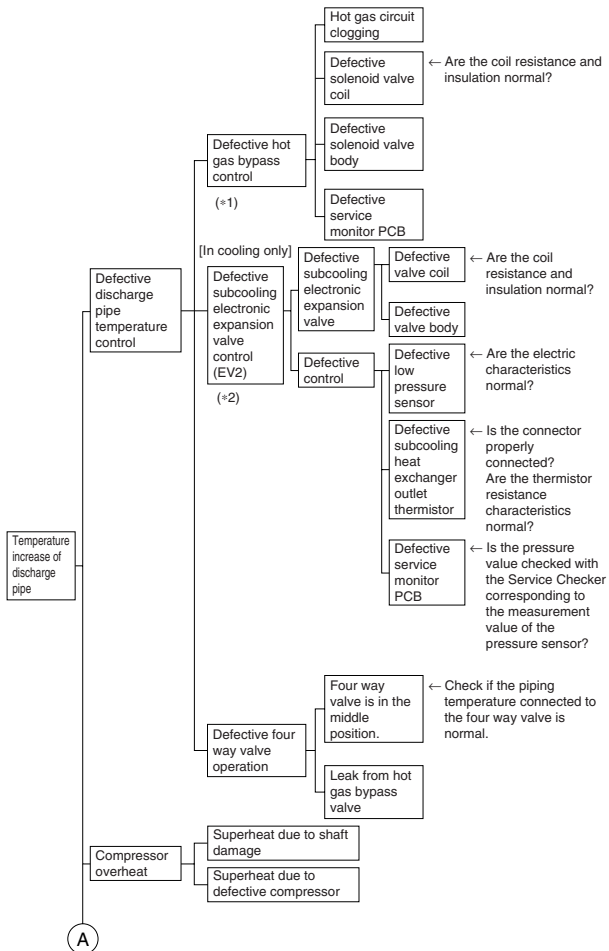 Hot gas circuit
clogging
Defective
solenoid valve
coil
← Are the coil resistance and
insulation normal?
Defective hot
gas bypass
control
(*1)
Defective
solenoid valve
body
Defective
service
monitor PCB
[In cooling only]
Defective
discharge
pipe
temperature
control
Defective
subcooling
electronic
expansion
valve
control
(EV2)
(*2)
Defective
subcooling
electronic
expansion
valve
Defective
valve coil
← Are the coil
resistance and
insulation normal?
Defective
valve body
Defective
control
Defective
low
pressure
sensor
← Are the electric
characteristics
normal?
Defective
subcooling
heat
exchanger
outlet
thermistor
← Is the connector
properly
connected?
Are the thermistor
resistance
characteristics
normal?
Temperature
increase of
discharge
pipe
Defective
service
monitor
PCB
← Is the pressure
value checked with
the Service Checker
corresponding to
the measurement
value of the
pressure sensor?
Defective four
way valve
operation
Four way
valve is in the
middle
position.
← Check if the piping
temperature connected to
the four way valve is
normal.
Leak from hot
gas bypass
valve
Compressor
overheat
Superheat due to shaft
damage
Superheat due to
defective compressor
A